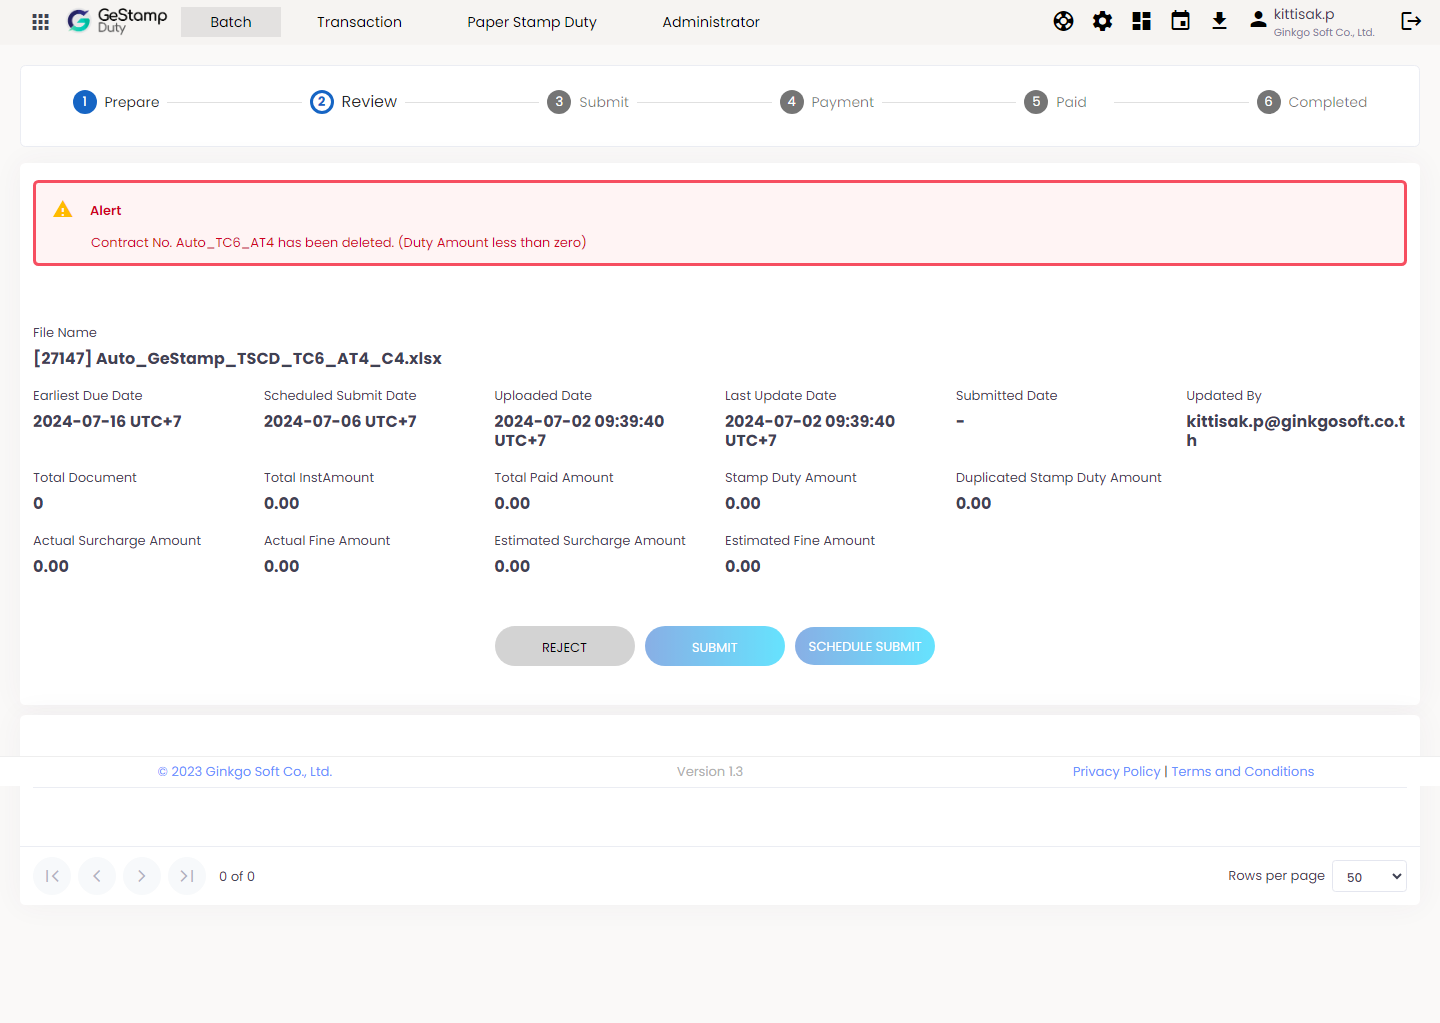 GeStamp
Duty
Batch
Transaction
Paper Stamp Duty
Administrator
kittisak.p
Ginkgo Soft Co., Ltd.
1 Prepare
2 Review
3 Submit
4 Payment
5 Paid
6 Completed
Alert
Contract No. Auto_TC6_AT4 has been deleted. (Duty Amount less than zero)
File Name
[27147] Auto_GeStamp_TSCD_TC6_AT4_C4.xlsx
Earliest Due Date
2024-07-16 UTC+7
Scheduled Submit Date
2024-07-06 UTC+7
Uploaded Date
2024-07-02 09:39:40
UTC+7
Last Update Date
2024-07-02 09:39:40
UTC+7
Submitted Date
-
Updated By
kittisak.p@ginkgosoft.co.t
h
Total Document
0
Total InstAmount
0.00
Total Paid Amount
0.00
Stamp Duty Amount
0.00
Duplicated Stamp Duty Amount
0.00
Actual Surcharge Amount
0.00
Actual Fine Amount
0.00
Estimated Surcharge Amount
0.00
Estimated Fine Amount
0.00
REJECT
SUBMIT
SCHEDULE SUBMIT
© 2023 Ginkgo Soft Co., Ltd.
Version 1.3
Privacy Policy | Terms and Conditions
0 of 0
Rows per page
50